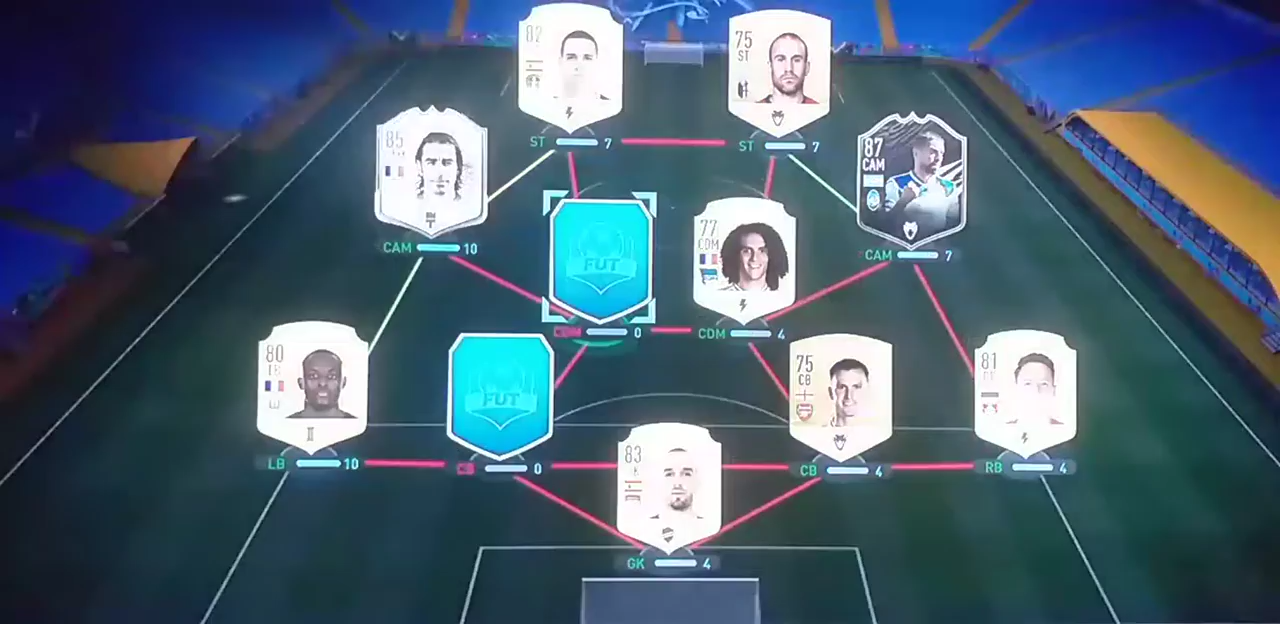 82
75
ST
85
87
CAM
ST 7
ST 7
77
CDM
FUT
CAM 10
CAM 7
CDM 0
CDM 4
80
LB
FUT
75
CB
81
83
LB 10
CB 0
CB 4
RB 4
GK 4